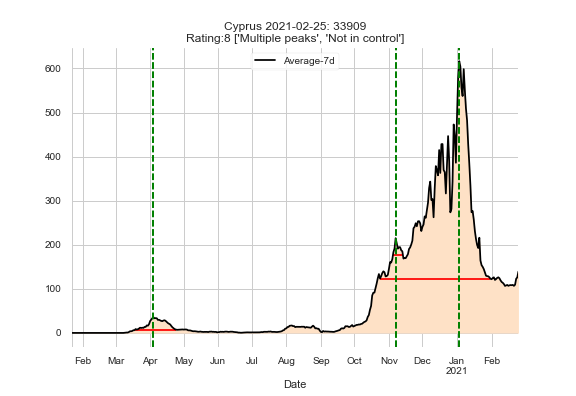 Cyprus 2021-02-25: 33909
Rating:8 ['Multiple peaks', 'Not in control']
Average-7d
600
500
400
300
200
100
0
Feb Mar Apr May Jun Jul Aug Sep Oct Nov Dec Jan Feb
2021
Date